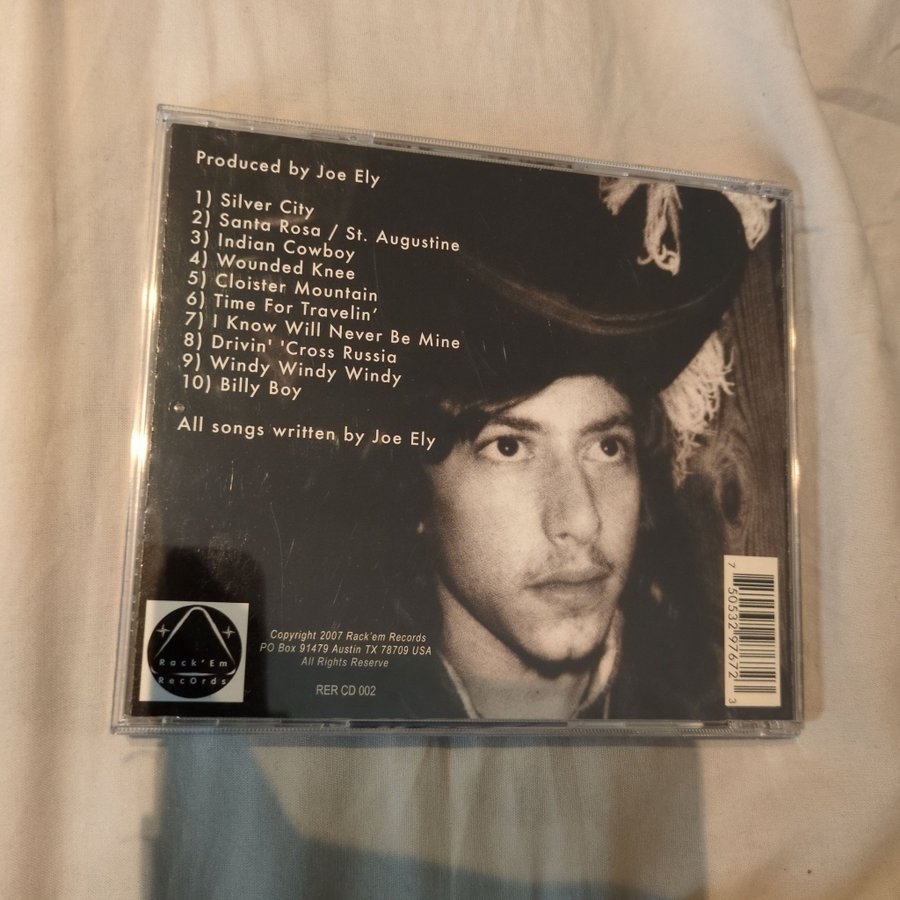 Produced by Joe Ely
1) Silver City
2) Santa Rosa / St. Augustine
3) Indian Cowboy
4) Wounded Knee
5) Cloister Mountain
6) Time For Travelin'
7) I Know Will Never Be Mine
8) Drivin' 'Cross Russia
9) Windy Windy Windy
10) Billy Boy
All songs written by Joe Ely
Rack'Em
RecOrds
Copyright 2007 Rack'em Records
PO Box 91479 Austin TX 78709 USA
All Rights Reserve
RER CD 002
7 50532 97672 3